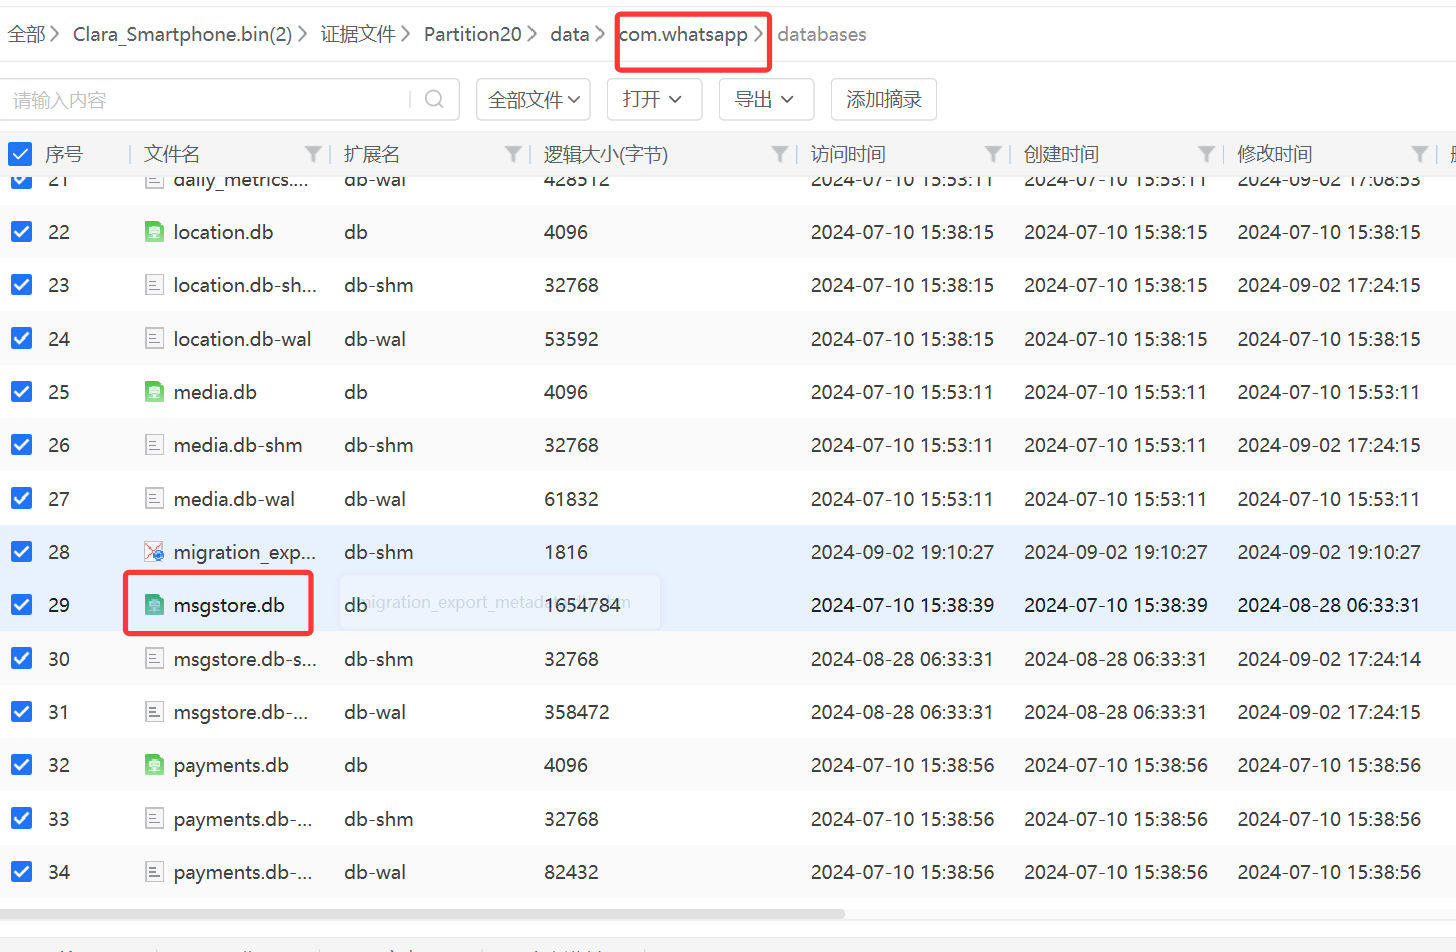 全部 > Clara_Smartphone.bin(2) > 证据文件 > Partition20 > data > com.whatsapp > databases
请输入内容 全部文件 打开 导出 添加摘录
序号 文件名 扩展名 逻辑大小(字节) 访问时间 创建时间 修改时间
21 daily_metrics.... db-wal 428512 2024-07-10 15:53:11 2024-07-10 15:53:11 2024-09-02 17:08:53
22 location.db db 4096 2024-07-10 15:38:15 2024-07-10 15:38:15 2024-07-10 15:38:15
23 location.db-sh... db-shm 32768 2024-07-10 15:38:15 2024-07-10 15:38:15 2024-09-02 17:24:15
24 location.db-wal db-wal 53592 2024-07-10 15:38:15 2024-07-10 15:38:15 2024-07-10 15:38:15
25 media.db db 4096 2024-07-10 15:53:11 2024-07-10 15:53:11 2024-07-10 15:53:11
26 media.db-shm db-shm 32768 2024-07-10 15:53:11 2024-07-10 15:53:11 2024-09-02 17:24:15
27 media.db-wal db-wal 61832 2024-07-10 15:53:11 2024-07-10 15:53:11 2024-07-10 15:53:11
28 migration_exp... db-shm 1816 2024-09-02 19:10:27 2024-09-02 19:10:27 2024-09-02 19:10:27
29 msgstore.db db 1654784 2024-07-10 15:38:39 2024-07-10 15:38:39 2024-08-28 06:33:31
30 msgstore.db-s... db-shm 32768 2024-08-28 06:33:31 2024-08-28 06:33:31 2024-09-02 17:24:14
31 msgstore.db-... db-wal 358472 2024-08-28 06:33:31 2024-08-28 06:33:31 2024-09-02 17:24:15
32 payments.db db 4096 2024-07-10 15:38:56 2024-07-10 15:38:56 2024-07-10 15:38:56
33 payments.db-... db-shm 32768 2024-07-10 15:38:56 2024-07-10 15:38:56 2024-07-10 15:38:56
34 payments.db-... db-wal 82432 2024-07-10 15:38:56 2024-07-10 15:38:56 2024-07-10 15:38:56